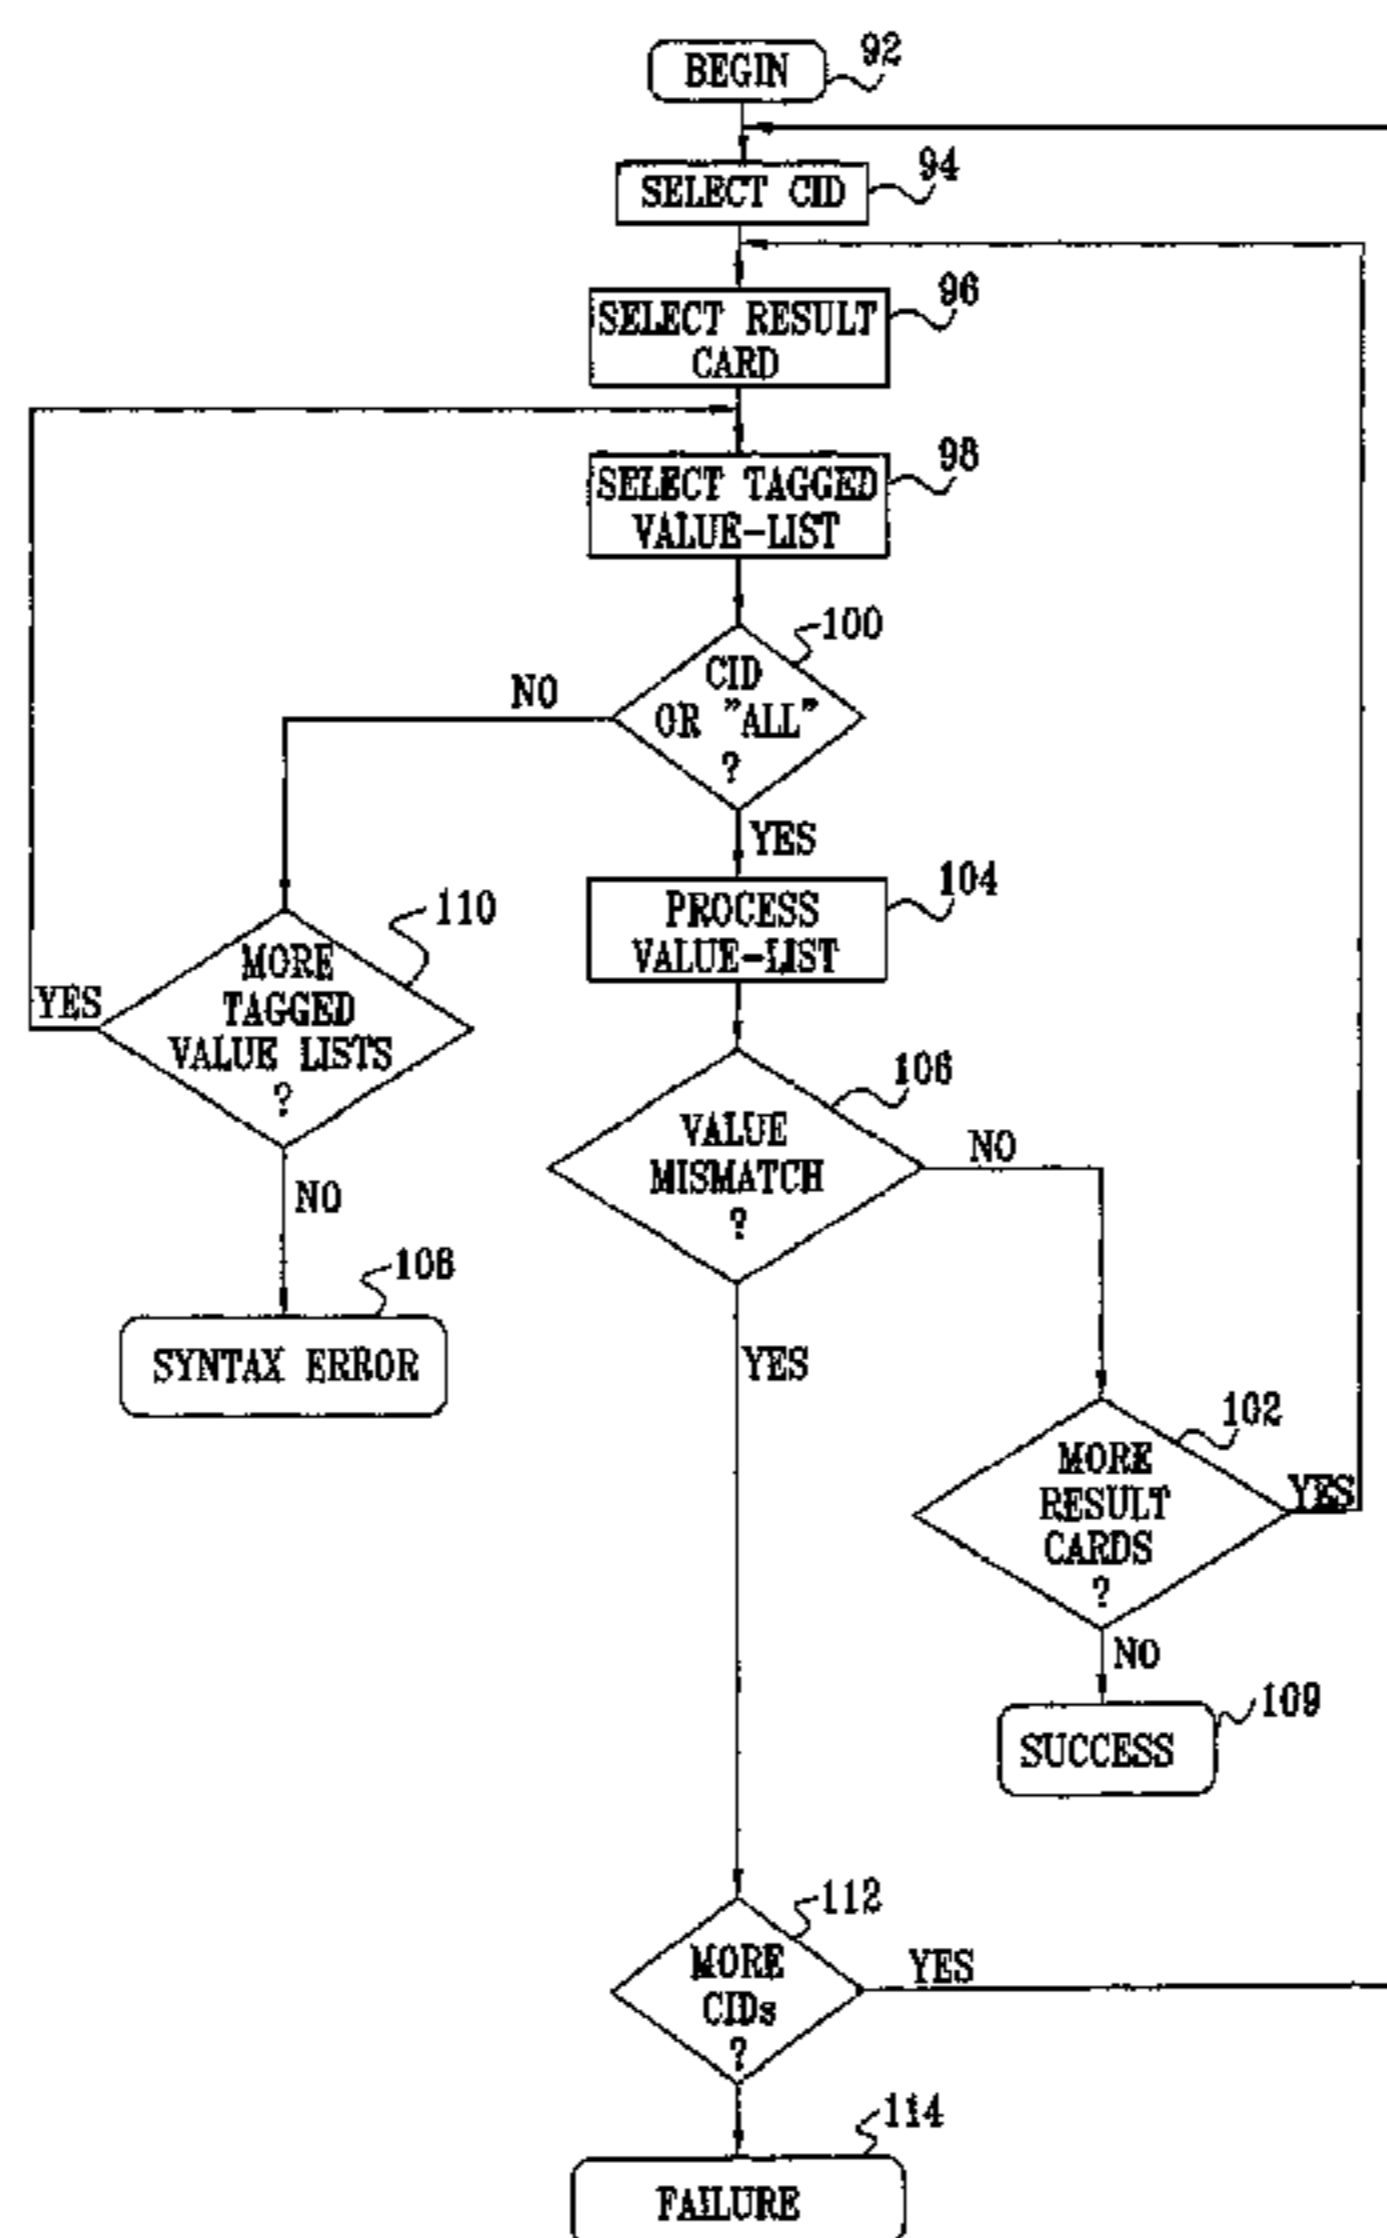 BEGIN
92
SELECT CID
94
SELECT RESULT
CARD
96
SELECT TAGGED
VALUE-LIST
98
CID
OR "ALL"
?
100
NO
YES
PROCESS
VALUE-LIST
104
MORE
TAGGED
VALUE LISTS
?
110
YES
NO
VALUE
MISMATCH
?
106
NO
YES
SYNTAX ERROR
108
MORE
RESULT
CARDS
?
102
YES
NO
SUCCESS
109
MORE
CIDs
?
112
YES
FAILURE
114